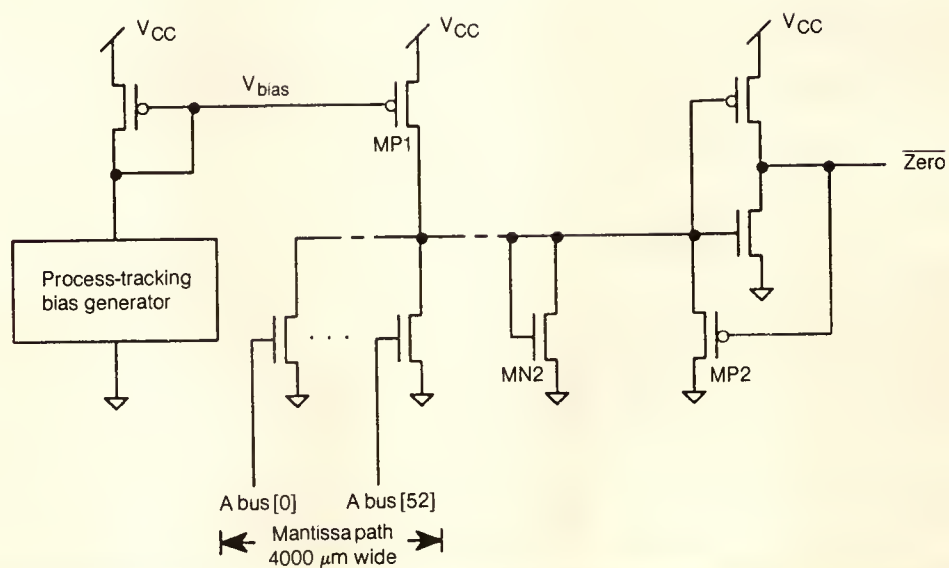 V_CC
V_CC
V_CC
V_bias
MP1
Zero
Process-tracking
bias generator
. . .
MN2
MP2
A bus [0]
A bus [52]
Mantissa path
4000 μm wide